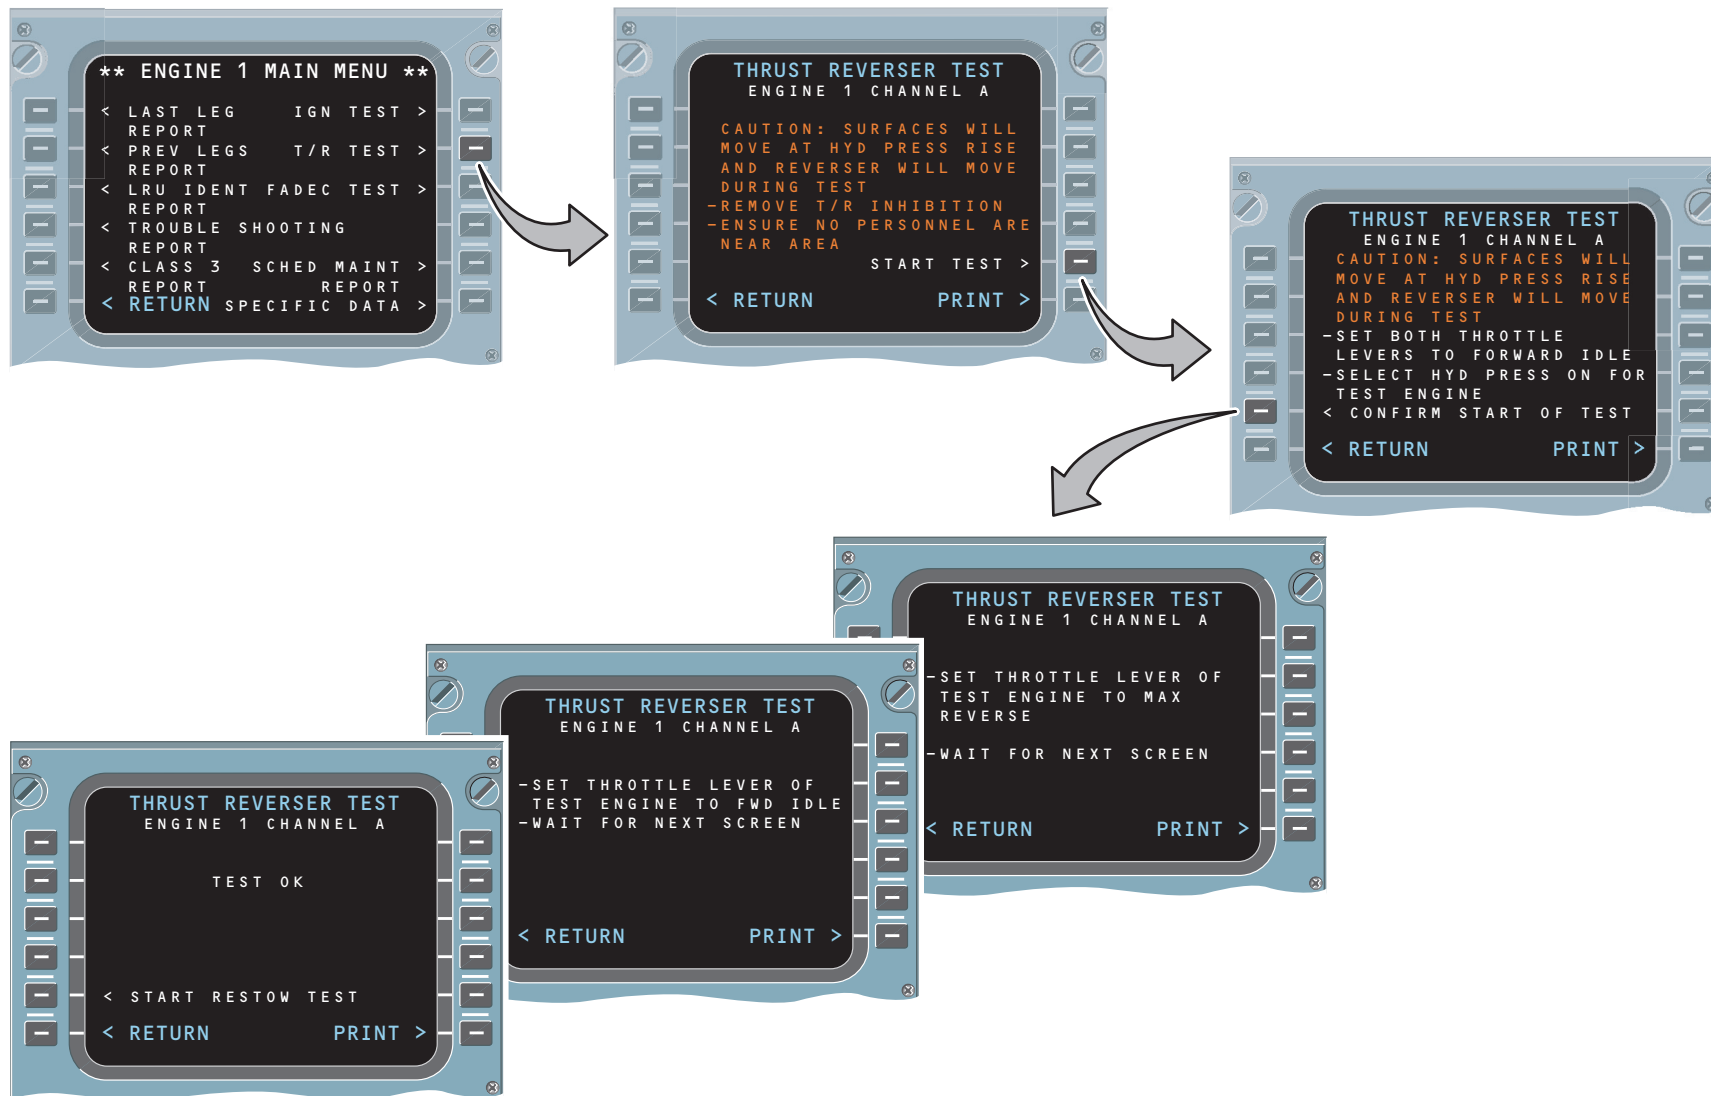 ** ENGINE 1 MAIN MENU **
< LAST LEG IGN TEST >
REPORT
< PREV LEGS T/R TEST >
REPORT
< LRU IDENT FADEC TEST >
REPORT
< TROUBLE SHOOTING
REPORT
< CLASS 3 SCHED MAINT >
REPORT REPORT
< RETURN SPECIFIC DATA >
THRUST REVERSER TEST
ENGINE 1 CHANNEL A
CAUTION: SURFACES WILL
MOVE AT HYD PRESS RISE
AND REVERSER WILL MOVE
DURING TEST
-REMOVE T/R INHIBITION
-ENSURE NO PERSONNEL ARE
NEAR AREA
START TEST >
< RETURN PRINT >
THRUST REVERSER TEST
ENGINE 1 CHANNEL A
CAUTION: SURFACES WILL
MOVE AT HYD PRESS RISE
AND REVERSER WILL MOVE
DURING TEST
-SET BOTH THROTTLE
LEVERS TO FORWARD IDLE
-SELECT HYD PRESS ON FOR
TEST ENGINE
< CONFIRM START OF TEST
< RETURN PRINT >
THRUST REVERSER TEST
ENGINE 1 CHANNEL A
-SET THROTTLE LEVER OF
TEST ENGINE TO MAX
REVERSE
-WAIT FOR NEXT SCREEN
< RETURN PRINT >
THRUST REVERSER TEST
ENGINE 1 CHANNEL A
-SET THROTTLE LEVER OF
TEST ENGINE TO FWD IDLE
-WAIT FOR NEXT SCREEN
< RETURN PRINT >
THRUST REVERSER TEST
ENGINE 1 CHANNEL A
TEST OK
< START RESTOW TEST
< RETURN PRINT >